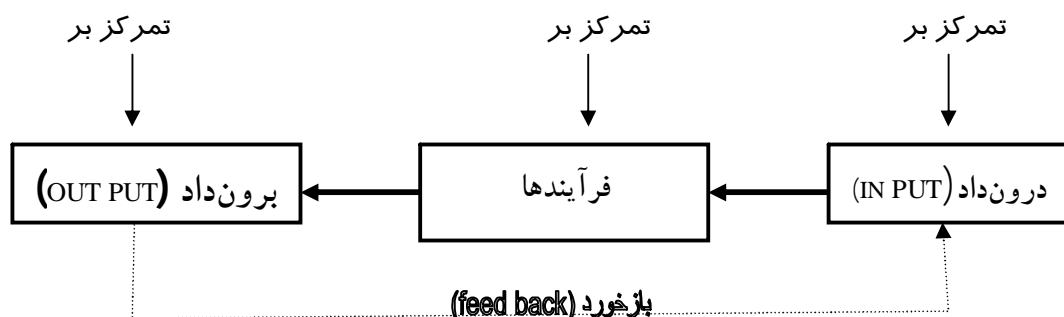 تمرکز بر
تمرکز بر
تمرکز بر
درون‌داد (IN PUT)
فرآیندها
برون‌داد (OUT PUT)
بازخورد (feed back)